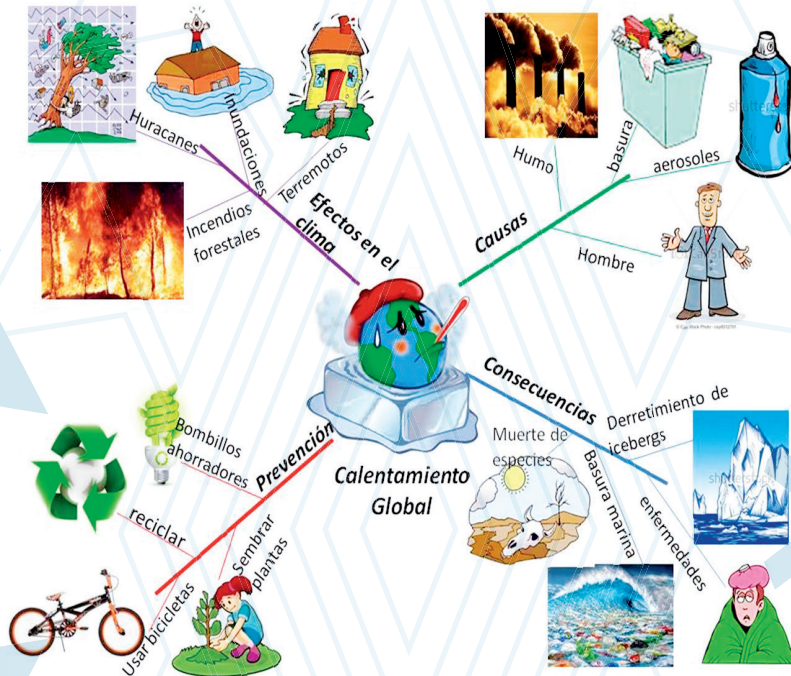 Huracanes
Inundaciones
Terremotos
Incendios
forestales
Efectos en el
clima
Humo
basura
aerosoles
Hombre
Causas
Consecuencias
Derretimiento de
icebergs
Muerte de
especies
Basura marina
enfermedades
Prevención
Bombillos
ahorradores
reciclar
Sembrar
plantas
Usar bicicletas
Calentamiento
Global